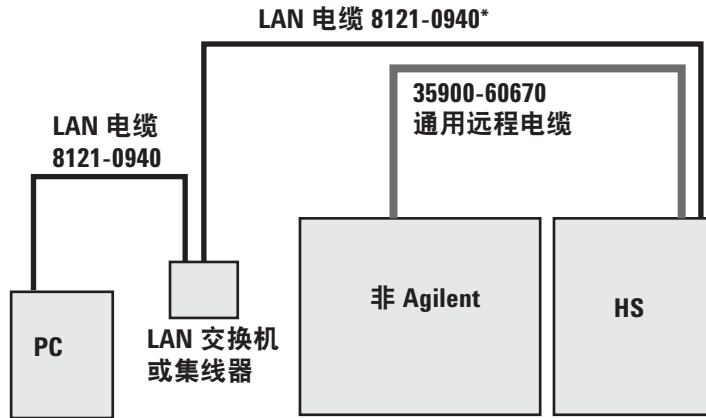 LAN 电缆 8121-0940*
35900-60670
通用远程电缆
LAN 电缆
8121-0940
非 Agilent
HS
PC
LAN 交换机
或集线器